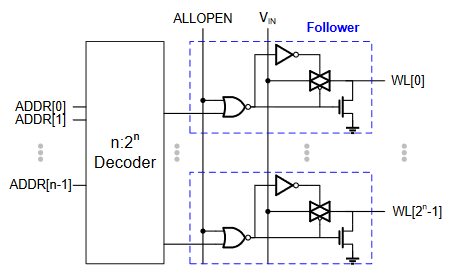 ALLOPEN
VIN
Follower
WL[0]
ADDR[0]
ADDR[1]
n:2ⁿ
Decoder
ADDR[n-1]
WL[2ⁿ-1]